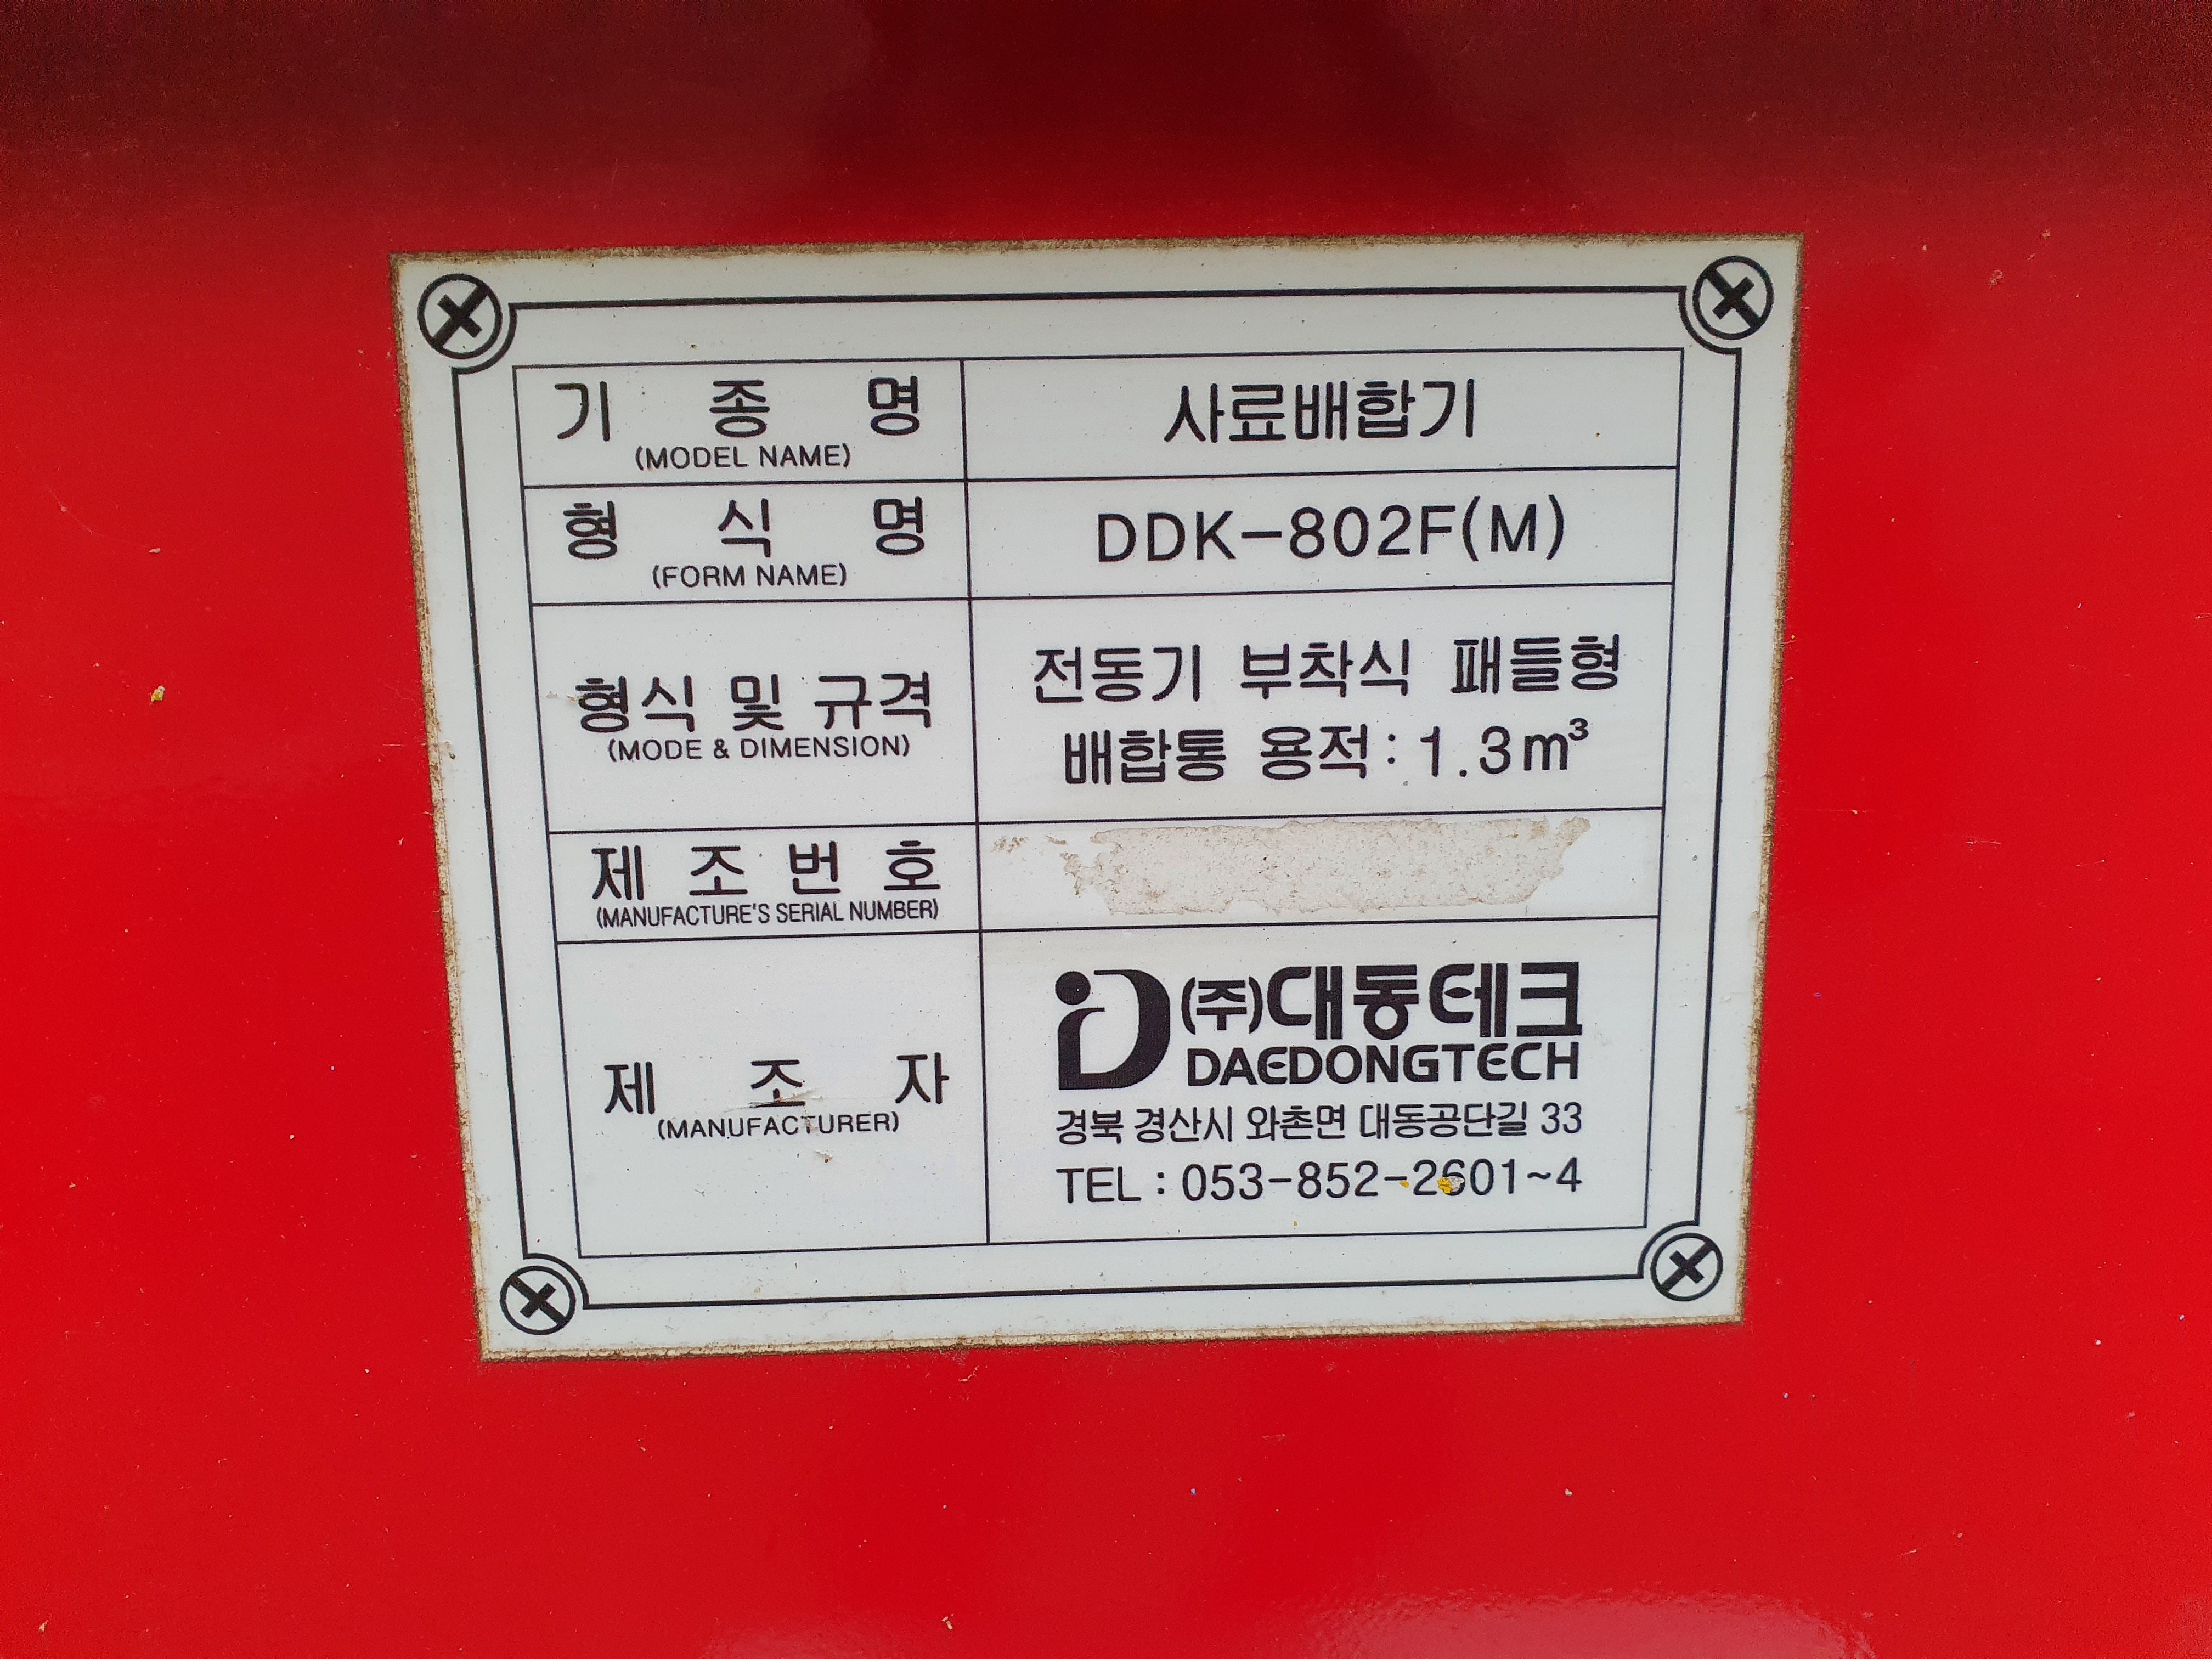 기 종 명 사료배합기
(MODEL NAME)
형 식 명 DDK-802F(M)
(FORM NAME)
형식 및 규격 전동기 부착식 패들형
(MODE & DIMENSION) 배합통 용적: 1.3m³
제 조 번 호
(MANUFACTURE'S SERIAL NUMBER)
제 조 자
(MANUFACTURER)
(주)대동테크
DAEDONGTECH
경북 경산시 와촌면 대동공단길 33
TEL : 053-852-2601~4